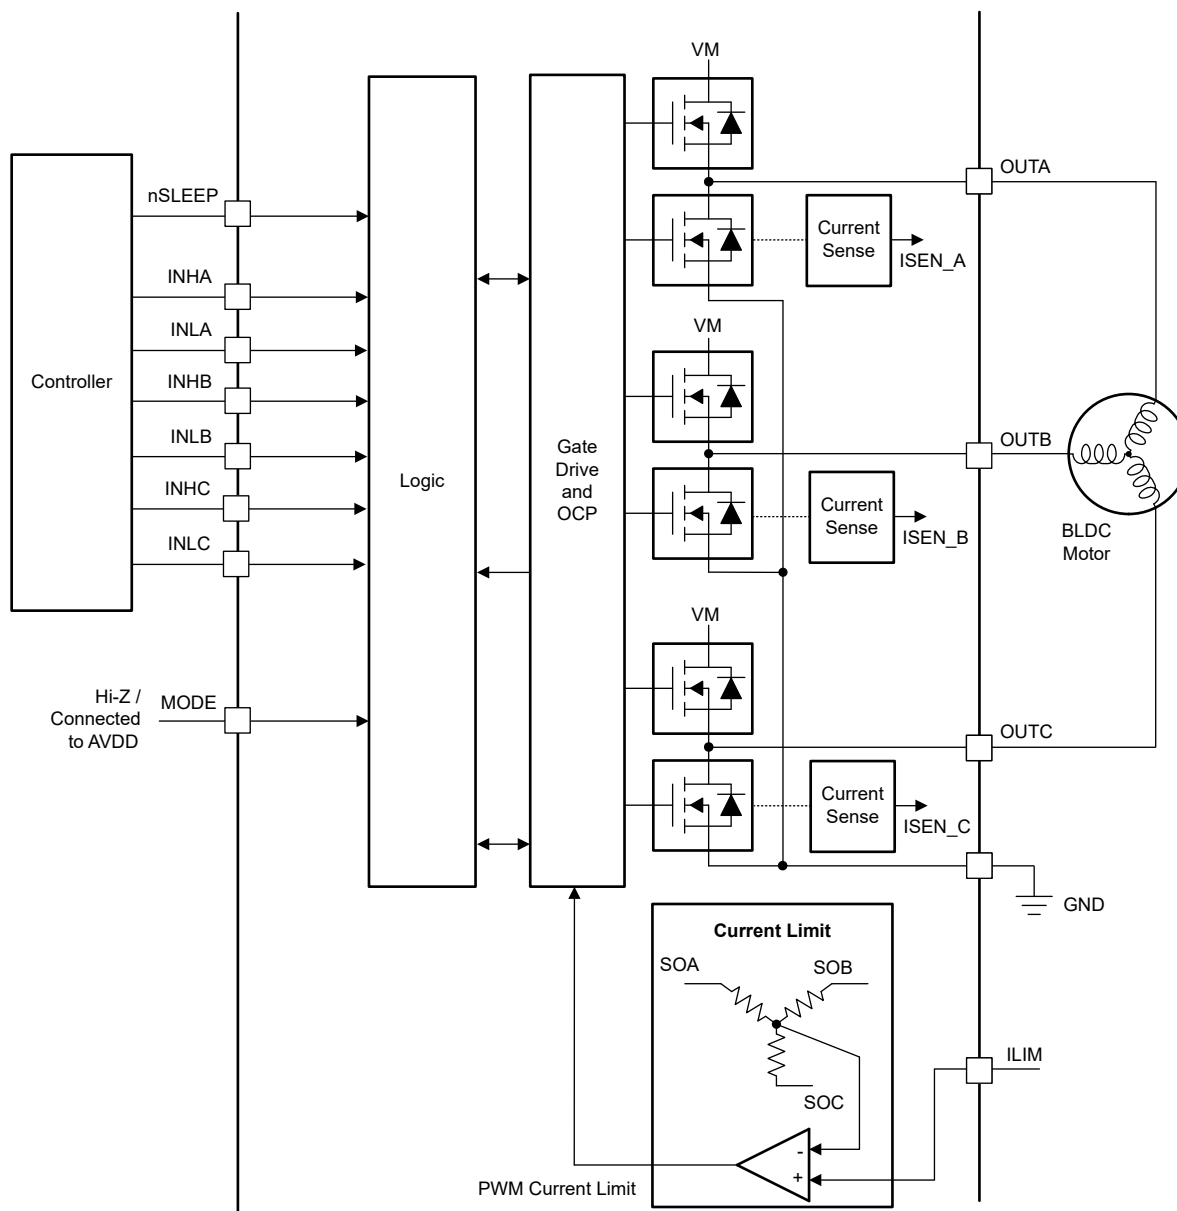 VM
OUTA
nSLEEP
Current
Sense
ISEN_A
INHA
INLA
VM
Controller
INHB
INLB
OUTB
Gate
Drive
and
OCP
Logic
INHC
Current
Sense
ISEN_B
BLDC
Motor
INLC
VM
Hi-Z /
Connected
to AVDD
MODE
OUTC
Current
Sense
ISEN_C
GND
Current Limit
SOA
SOB
SOC
ILIM
-
+
PWM Current Limit